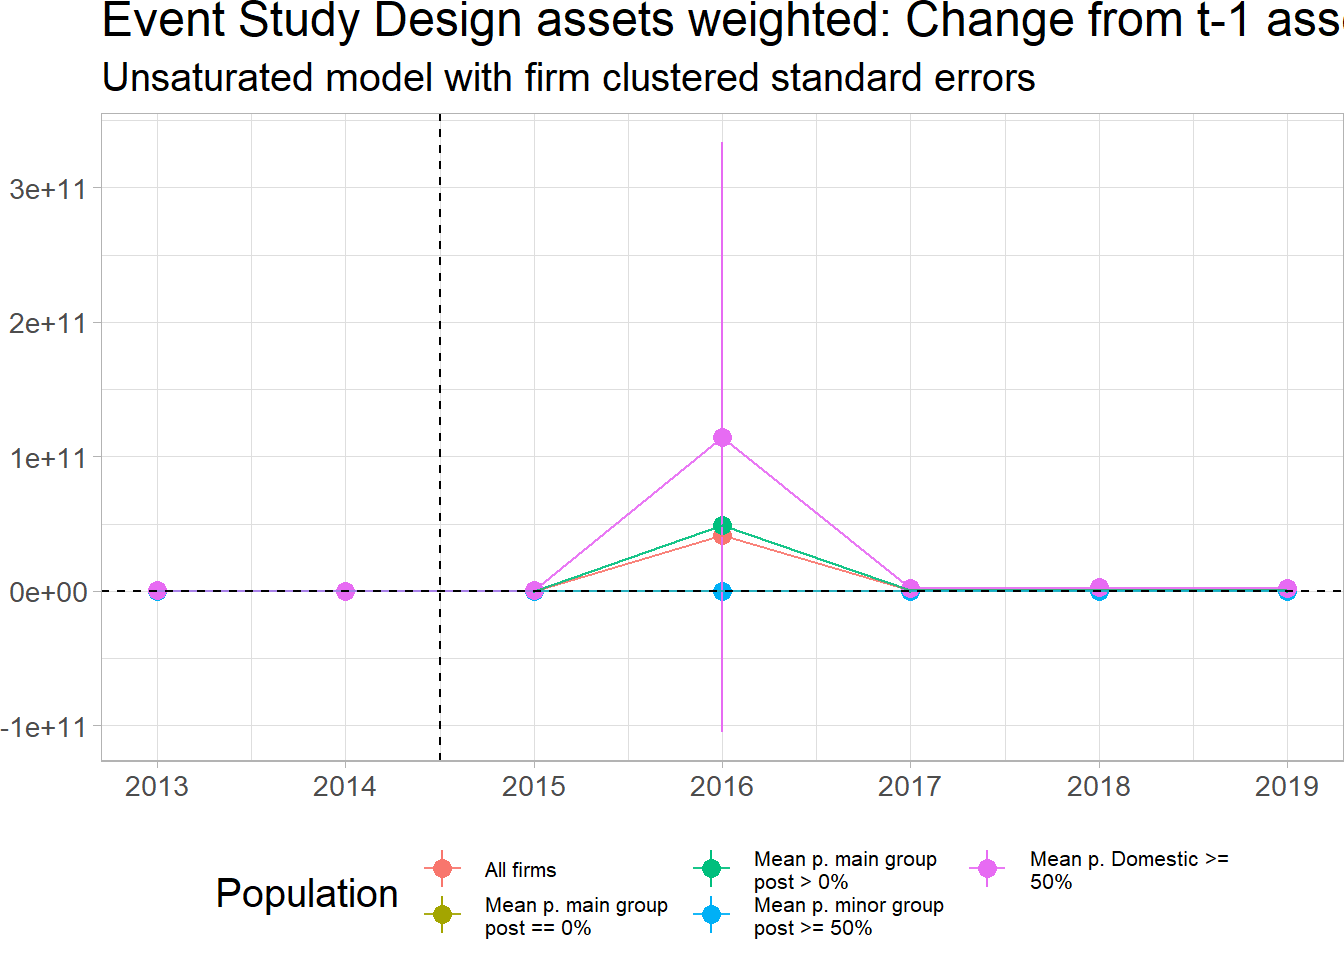 Event Study Design assets weighted: Change from t-1
Unsaturated model with firm clustered standard errors
3e+11
2e+11
1e+11
0e+00
-1e+11
2013 2014 2015 2016 2017 2018 2019
Population
All firms
Mean p. main group
post == 0%
Mean p. main group
post > 0%
Mean p. minor group
post >= 50%
Mean p. Domestic >=
50%